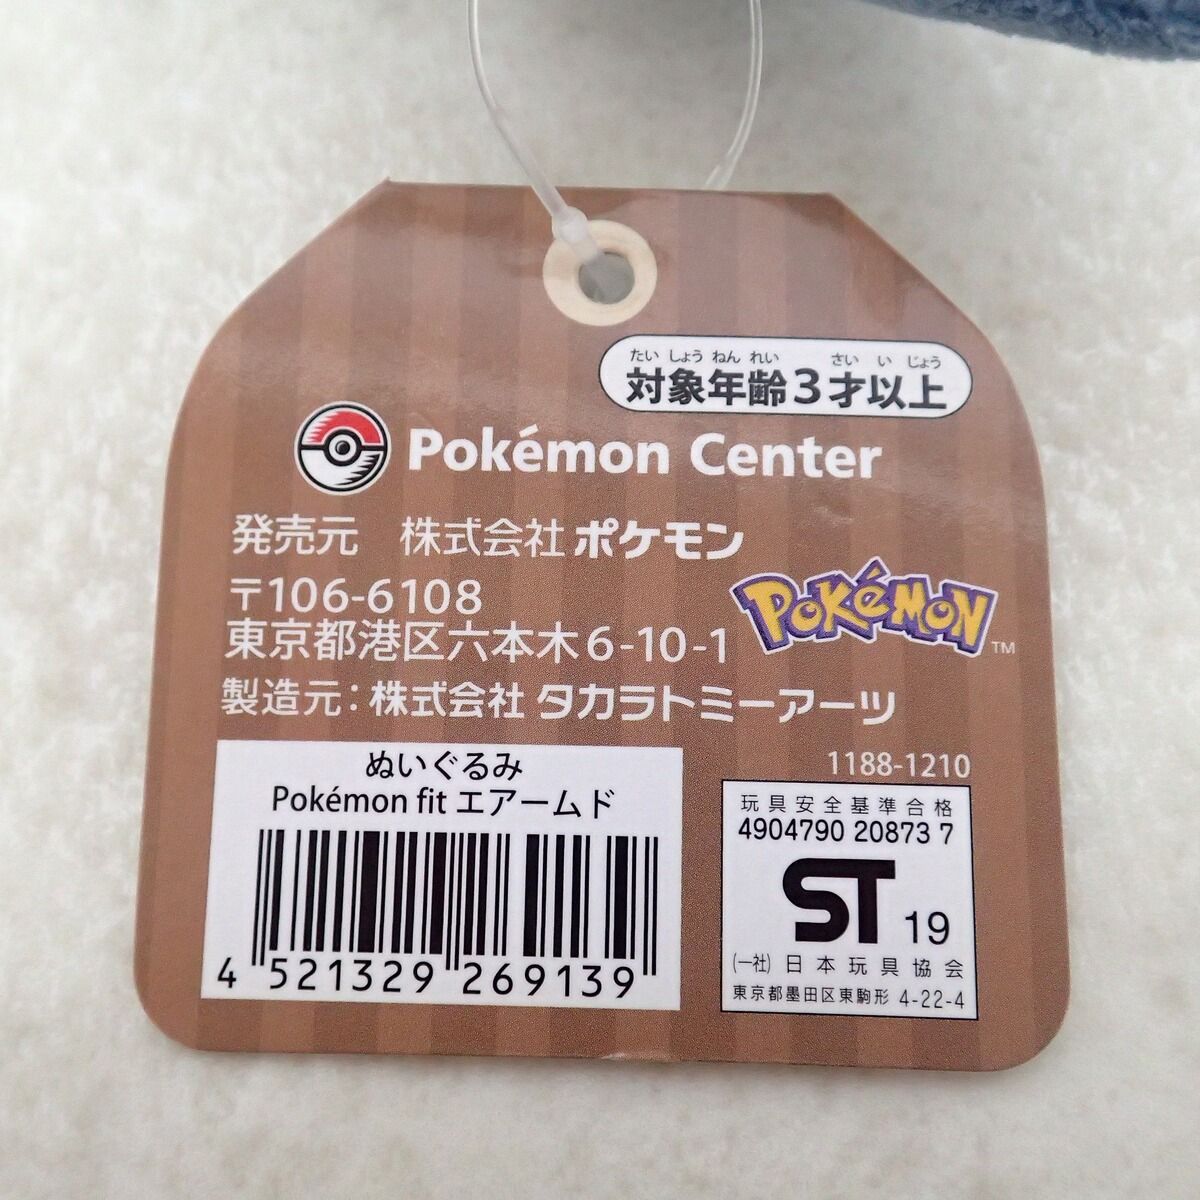 たいしょうねんれい さいいじょう
対象年齢3才以上
Pokémon Center
発売元 株式会社ポケモン
〒106-6108
東京都港区六本木6-10-1
POKéMON™
製造元:株式会社 タカラトミーアーツ
1188-1210
ぬいぐるみ
Pokémon fit エアームド
4 521329 269139
玩具安全基準合格
4904790 20873 7
ST 19
(一社)日本玩具協会
東京都墨田区東駒形 4-22-4